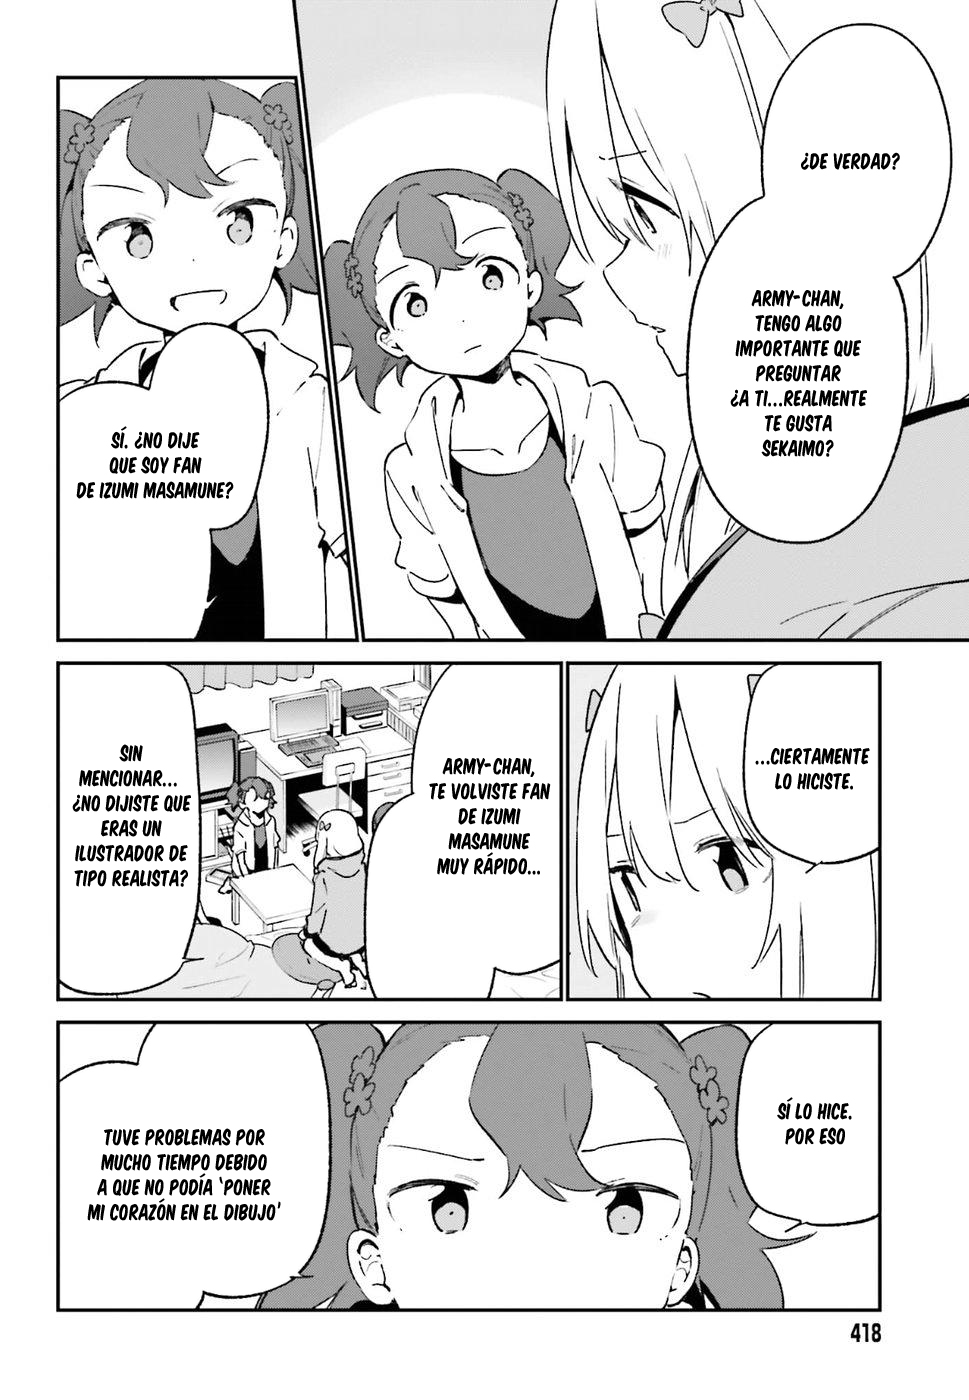 ¿DE VERDAD?
ARMY-CHAN,
TENGO ALGO
IMPORTANTE QUE
PREGUNTAR
¿A TI...REALMENTE
TE GUSTA
SEKAIMO?
SÍ. ¿NO DIJE
QUE SOY FAN
DE IZUMI MASAMUNE?
...CIERTAMENTE
LO HICISTE.
ARMY-CHAN,
TE VOLVISTE FAN
DE IZUMI
MASAMUNE
MUY RÁPIDO...
SIN
MENCIONAR...
¿NO DIJISTE QUE
ERAS UN
ILUSTRADOR DE
TIPO REALISTA?
SÍ LO HICE.
POR ESO
TUVE PROBLEMAS POR
MUCHO TIEMPO DEBIDO
A QUE NO PODÍA 'PONER
MI CORAZÓN EN EL DIBUJO'
418